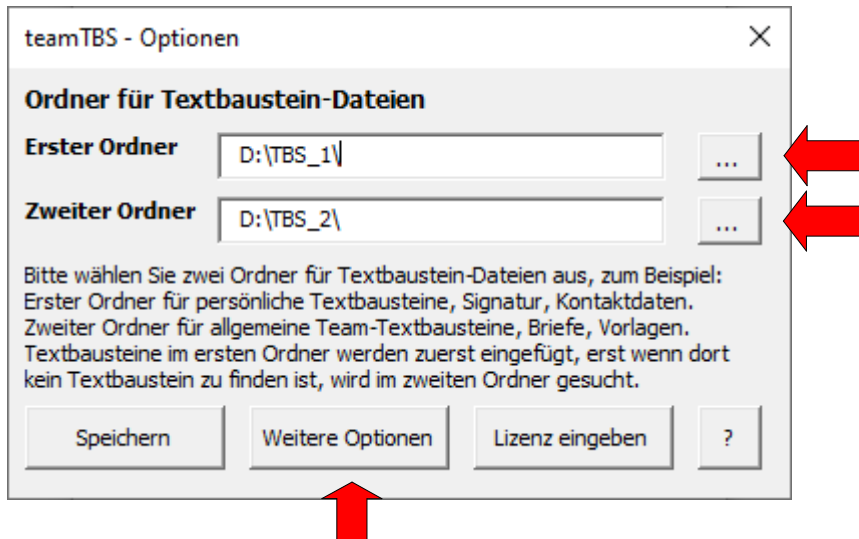 teamTBS - Optionen
Ordner für Textbaustein-Dateien
Erster Ordner D:\TBS_1\ ...
Zweiter Ordner D:\TBS_2\ ...
Bitte wählen Sie zwei Ordner für Textbaustein-Dateien aus, zum Beispiel:
Erster Ordner für persönliche Textbausteine, Signatur, Kontaktdaten.
Zweiter Ordner für allgemeine Team-Textbausteine, Briefe, Vorlagen.
Textbausteine im ersten Ordner werden zuerst eingefügt, erst wenn dort
kein Textbaustein zu finden ist, wird im zweiten Ordner gesucht.
Speichern Weitere Optionen Lizenz eingeben ?